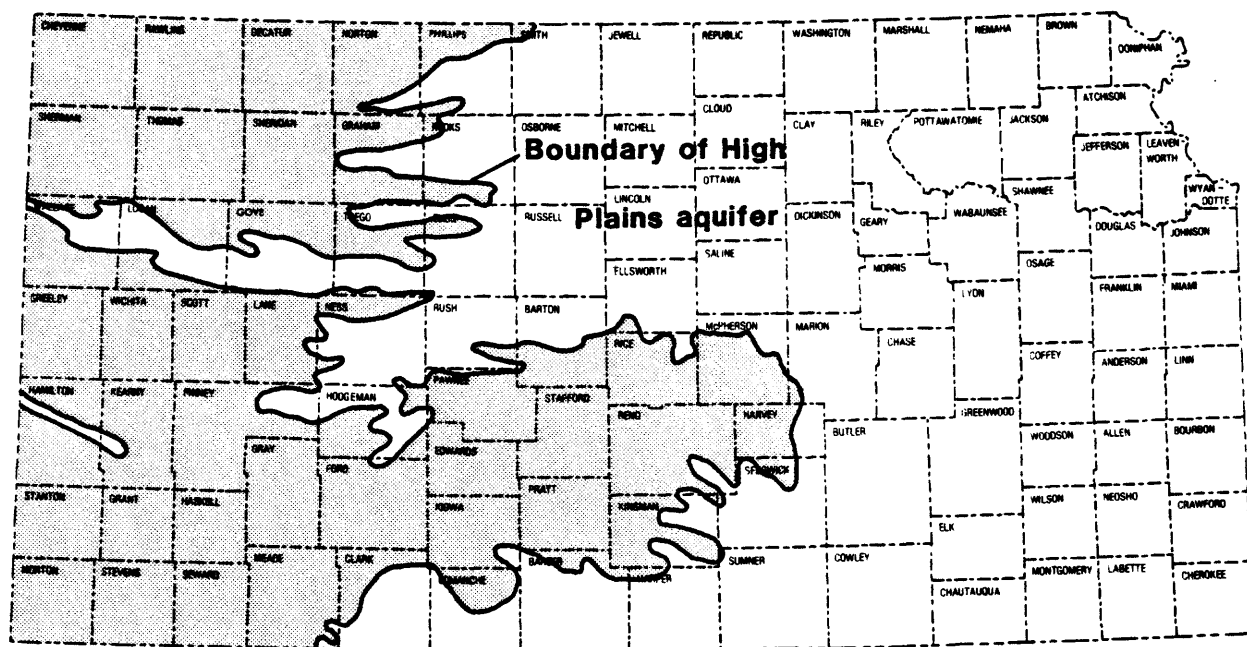 CHEYENNE RAWLINS DECATUR NORTON PHILLIPS SMITH JEWELL REPUBLIC WASHINGTON MARSHALL NEMAHA BROWN
DONIPHAN
ATCHISON
SHERMAN THOMAS SHERIDAN GRAHAM ROOKS OSBORNE MITCHELL CLOUD CLAY RILEY POTTAWATOMIE JACKSON
Boundary of High
JEFFERSON LEAVEN
WORTH
OTTAWA
SHAWNEE WYAN-
DOTTE
LOGAN GOVE TREGO RUSSELL LINCOLN DICKINSON GEARY WABAUNSEE
Plains aquifer
DOUGLAS JOHNSON
SALINE
ELLSWORTH MORRIS OSAGE
GREELEY WICHITA SCOTT LANE NESS RUSH BARTON LYON FRANKLIN MIAMI
RICE McPHERSON MARION
CHASE COFFEY ANDERSON LINN
HAMILTON KEARNY FINNEY HODGEMAN PAWNEE STAFFORD
RENO HARVEY GREENWOOD
BUTLER
GRAY EDWARDS WOODSON ALLEN BOURBON
FORD SEDGWICK
STANTON GRANT HASKELL KIOWA PRATT KINGMAN WILSON NEOSHO CRAWFORD
ELK
MEADE CLARK SUMNER COWLEY
MORTON STEVENS SEWARD COMANCHE BARBER HARPER MONTGOMERY LABETTE CHEROKEE
CHAUTAUQUA